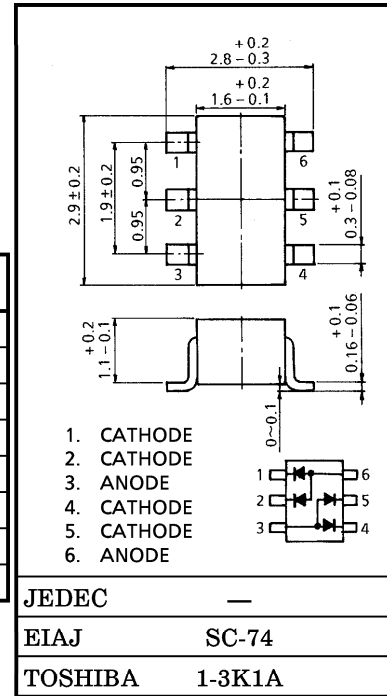 + 0.2
2.8 – 0.3
+ 0.2
1.6 – 0.1
2.9 ± 0.2
1.9 ± 0.2
0.95
0.95
1
2
3
6
5
4
+ 0.1
0.3 – 0.08
+ 0.2
1.1 – 0.1
+ 0.1
0.16 – 0.06
0~0.1
1. CATHODE
2. CATHODE
3. ANODE
4. CATHODE
5. CATHODE
6. ANODE
1
2
3
6
5
4
JEDEC —
EIAJ SC-74
TOSHIBA 1-3K1A